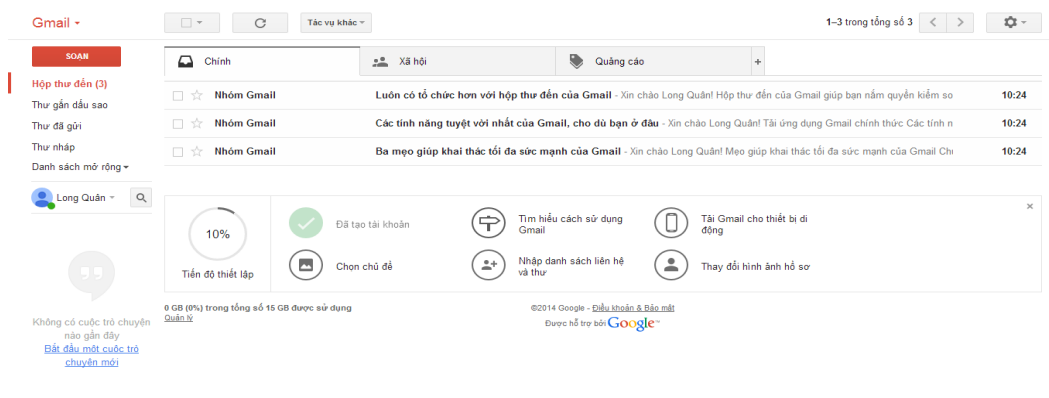 Gmail
Tác vụ khác
1–3 trong tổng số 3
SOẠN
Hộp thư đến (3)
Thư gắn dấu sao
Thư đã gửi
Thư nháp
Danh sách mở rộng
Long Quân
Không có cuộc trò chuyện
nào gần đây
Bắt đầu một cuộc trò
chuyện mới
Chính
Xã hội
Quảng cáo
+
Nhóm Gmail Luôn có tổ chức hơn với hộp thư đến của Gmail - Xin chào Long Quân! Hộp thư đến của Gmail giúp bạn nắm quyền kiểm so 10:24
Nhóm Gmail Các tính năng tuyệt vời nhất của Gmail, cho dù bạn ở đâu - Xin chào Long Quân! Tải ứng dụng Gmail chính thức Các tính n 10:24
Nhóm Gmail Ba mẹo giúp khai thác tối đa sức mạnh của Gmail - Xin chào Long Quân! Mẹo giúp khai thác tối đa sức mạnh của Gmail Chu 10:24
10%
Tiến độ thiết lập
Đã tạo tài khoản
Tìm hiểu cách sử dụng
Gmail
Tải Gmail cho thiết bị di
động
Chọn chủ đề
Nhập danh sách liên hệ
và thư
Thay đổi hình ảnh hồ sơ
0 GB (0%) trong tổng số 15 GB được sử dụng
Quản lý
©2014 Google - Điều khoản & Bảo mật
Được hỗ trợ bởi Google™